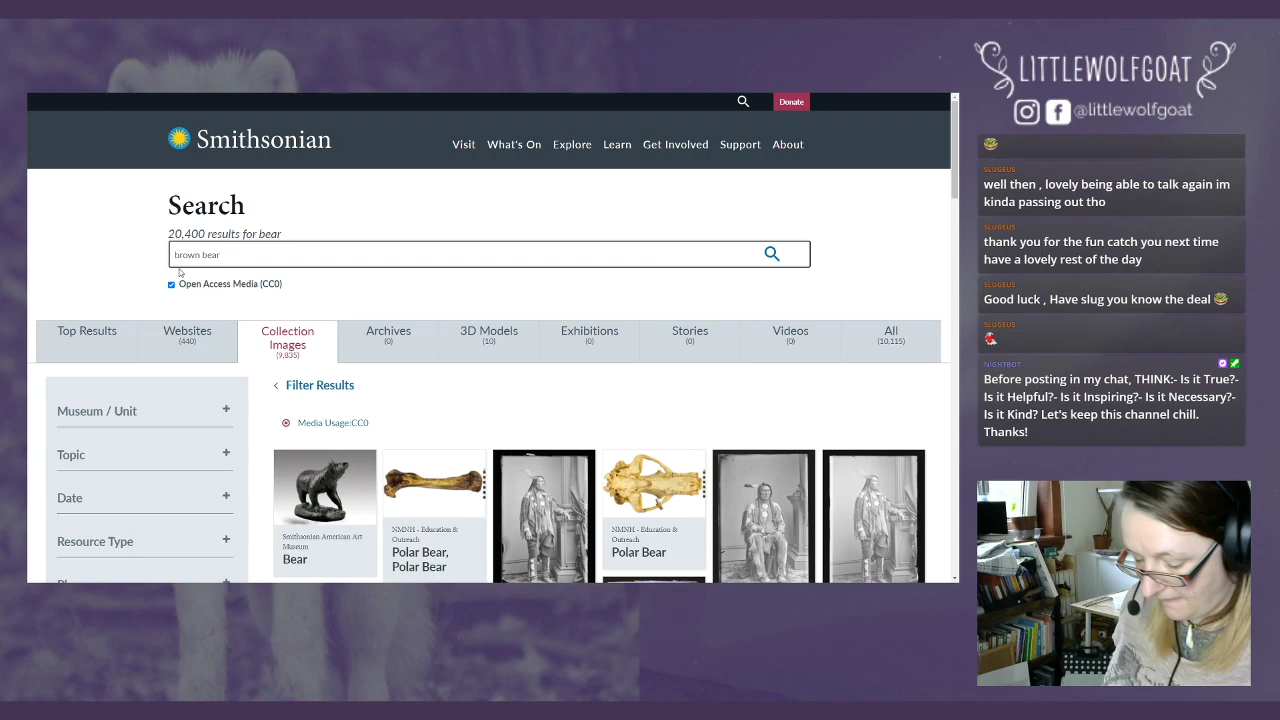 LITTLEWOLFGOAT
@littlewolfgoat
Donate
Smithsonian
Visit What's On Explore Learn Get Involved Support About
Search
20,400 results for bear
brown bear
Open Access Media (CC0)
Top Results
Websites
(440)
Collection
Images
(9,835)
Archives
(0)
3D Models
(10)
Exhibitions
(0)
Stories
(0)
Videos
(0)
All
(10,115)
Museum / Unit +
Topic +
Date +
Resource Type +
Filter Results
Media Usage:CC0
Smithsonian American Art
Museum
Bear
NMNH - Education &
Outreach
Polar Bear,
Polar Bear
NMNH - Education &
Outreach
Polar Bear
SLUGEUS
well then , lovely being able to talk again im
kinda passing out tho
SLUGEUS
thank you for the fun catch you next time
have a lovely rest of the day
SLUGEUS
Good luck , Have slug you know the deal
SLUGEUS
NIGHTBOT
Before posting in my chat, THINK:- Is it True?-
Is it Helpful?- Is it Inspiring?- Is it Necessary?-
Is it Kind? Let's keep this channel chill.
Thanks!